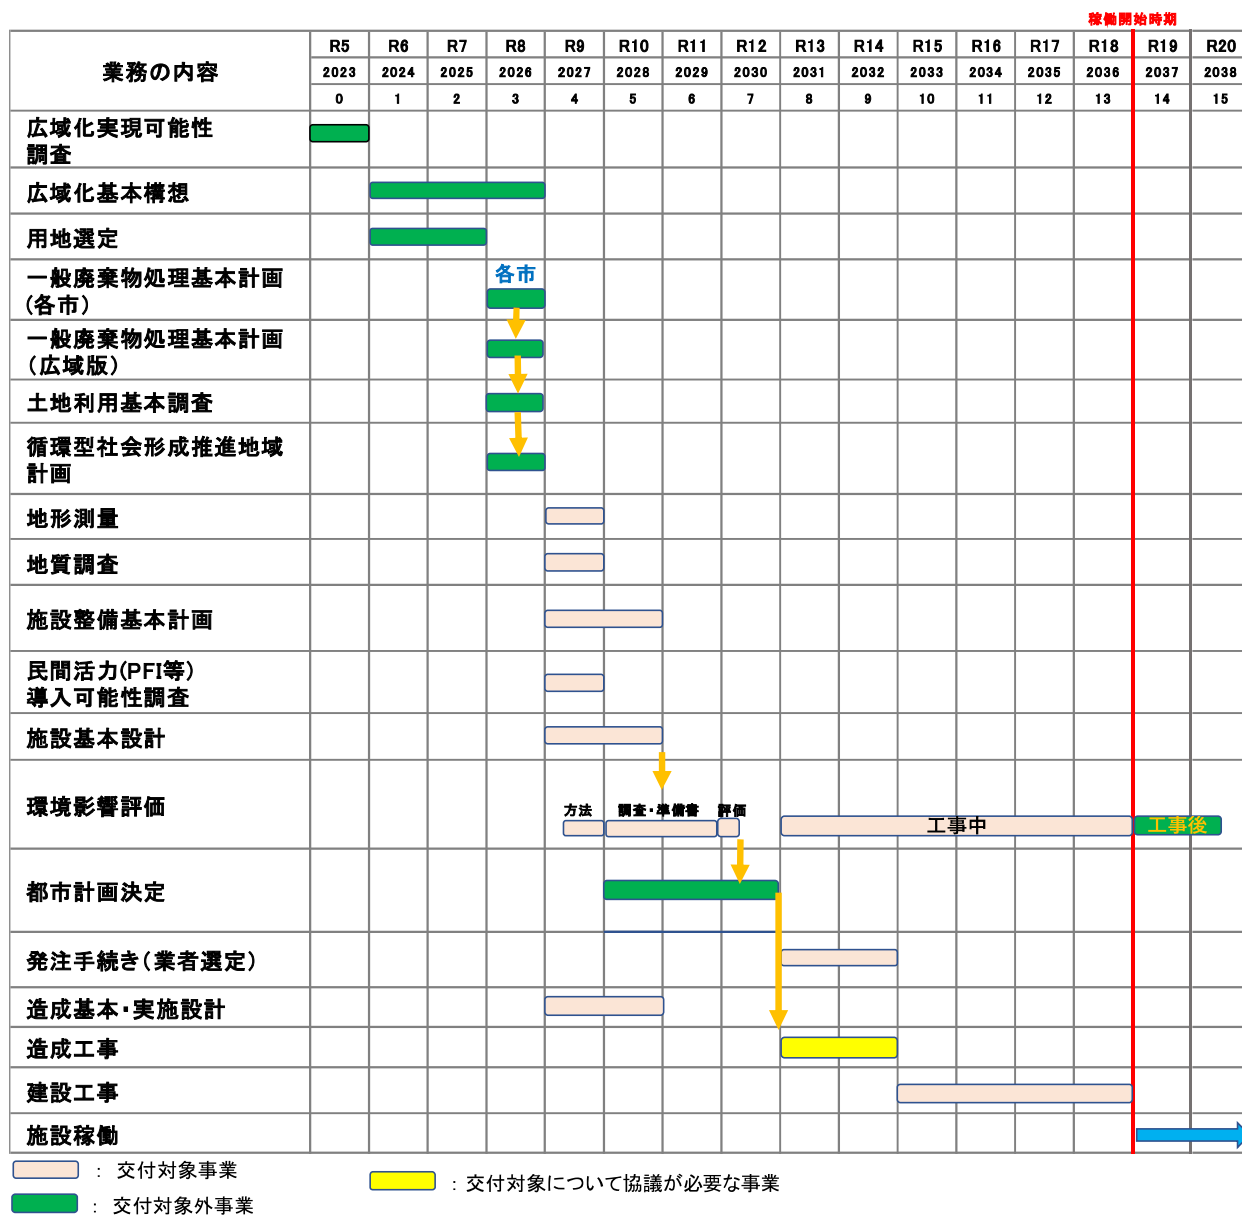 稼働開始時期
業務の内容
R5 R6 R7 R8 R9 R10 R11 R12 R13 R14 R15 R16 R17 R18 R19 R20
2023 2024 2025 2026 2027 2028 2029 2030 2031 2032 2033 2034 2035 2036 2037 2038
0 1 2 3 4 5 6 7 8 9 10 11 12 13 14 15
広域化実現可能性
調査
広域化基本構想
用地選定
一般廃棄物処理基本計画
(各市)
各市
一般廃棄物処理基本計画
(広域版)
土地利用基本調査
循環型社会形成推進地域
計画
地形測量
地質調査
施設整備基本計画
民間活力(PFI等)
導入可能性調査
施設基本設計
環境影響評価
方法 調査・準備書 評価
工事中 工事後
都市計画決定
発注手続き(業者選定)
造成基本・実施設計
造成工事
建設工事
施設稼働
: 交付対象事業
: 交付対象について協議が必要な事業
: 交付対象外事業